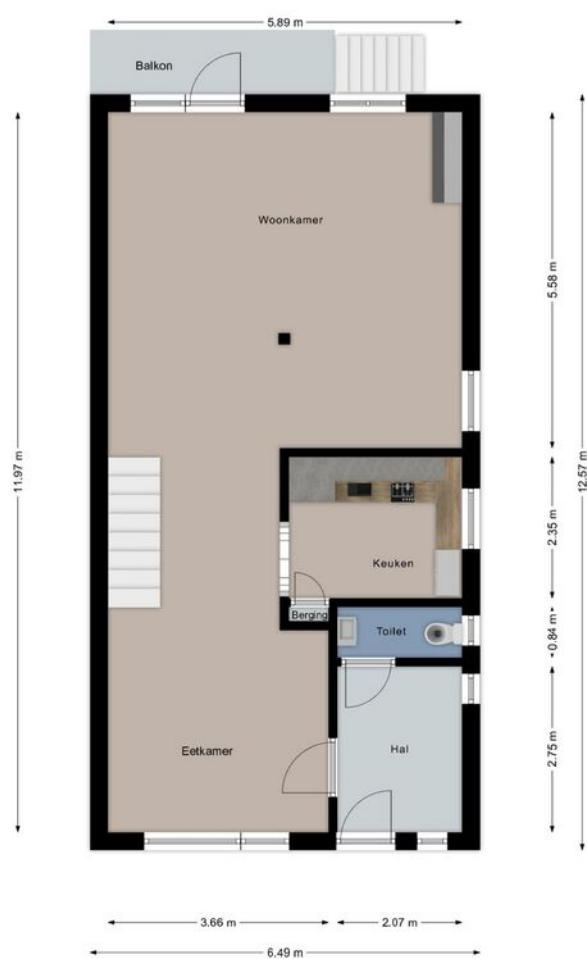 5.89 m
Balkon
Woonkamer
5.58 m
11.97 m
12.57 m
2.35 m
Keuken
Berging
Toilet
0.84 m
Eetkamer
Hal
2.75 m
3.66 m
2.07 m
6.49 m